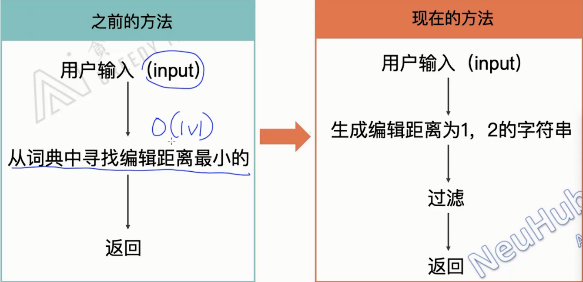 之前的方法
用户输入（input）
O(|v|)
从词典中寻找编辑距离最小的
返回
现在的方法
用户输入（input）
生成编辑距离为1，2的字符串
过滤
返回
NeuHub